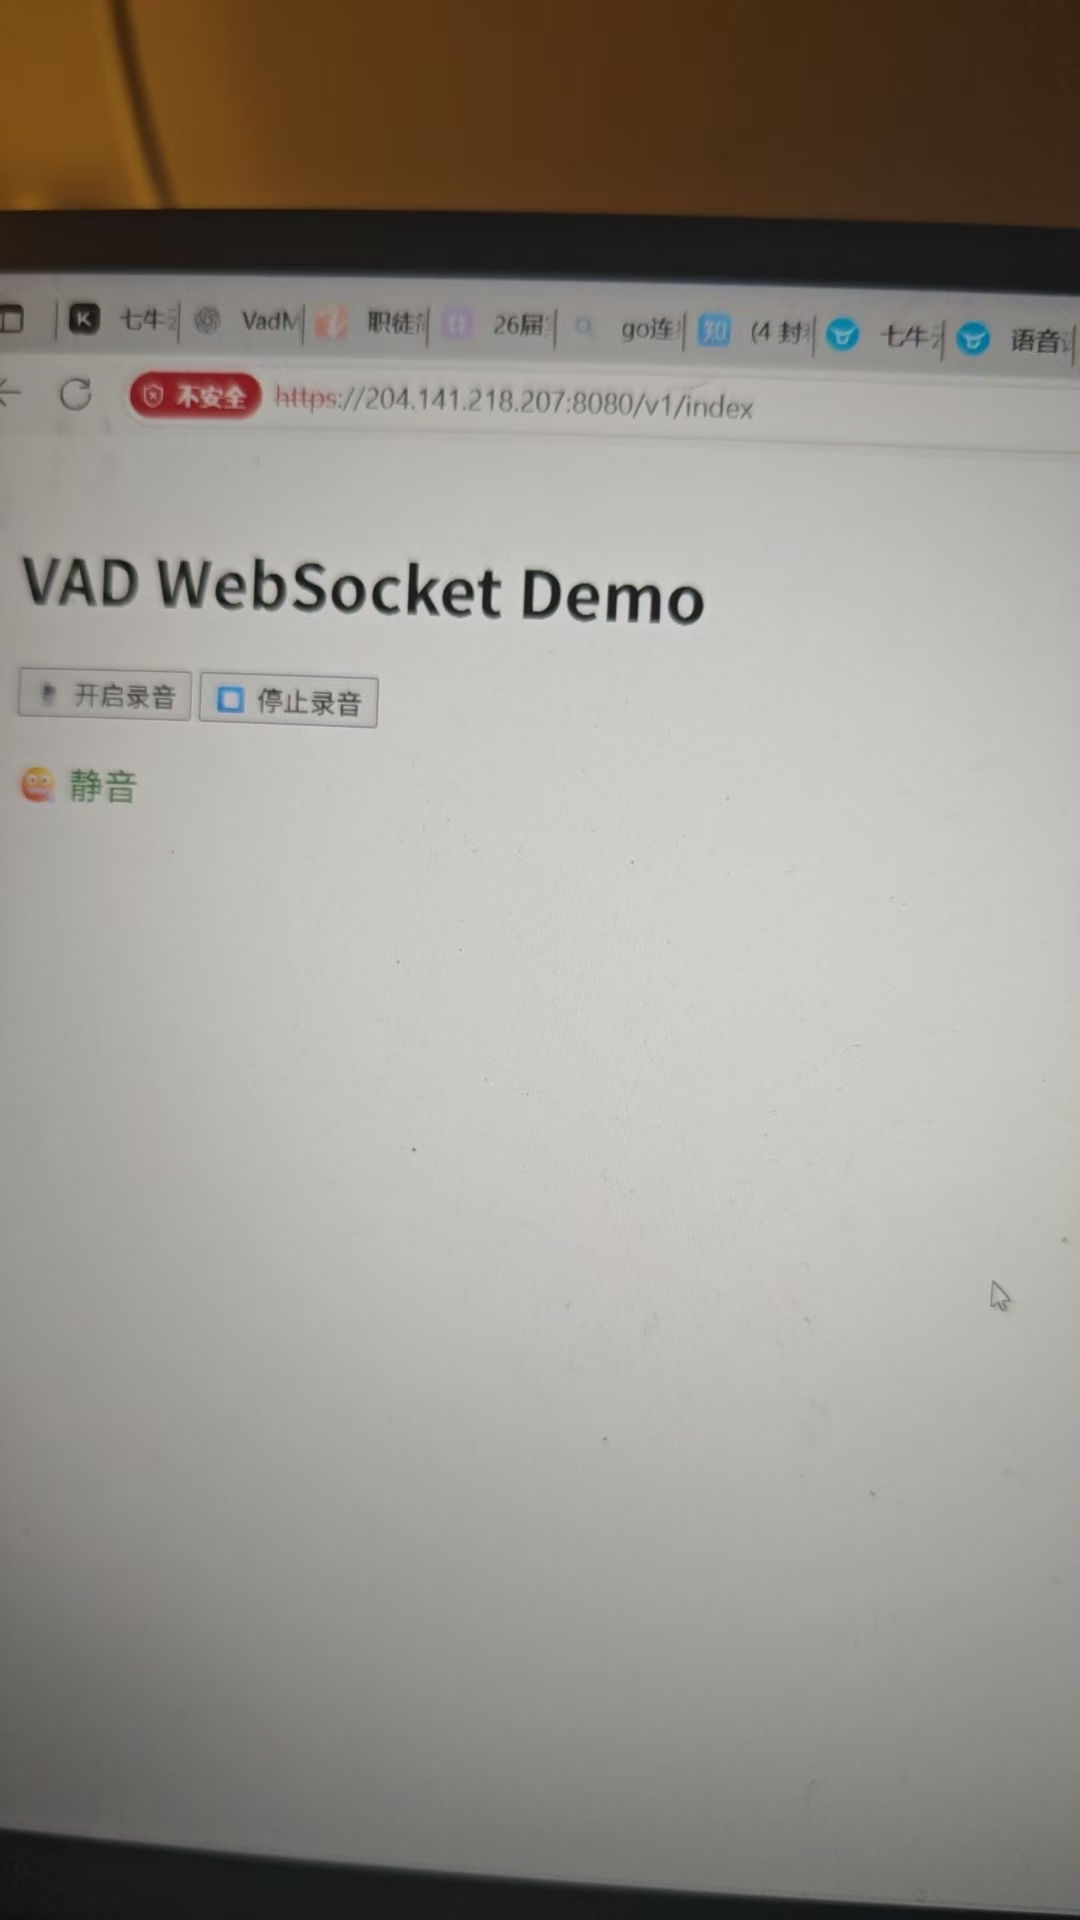 七牛
VadM
职徒
26届
go连
知
(4 封
七牛
语音
不安全 https://204.141.218.207:8080/v1/index
VAD WebSocket Demo
开启录音 停止录音
静音